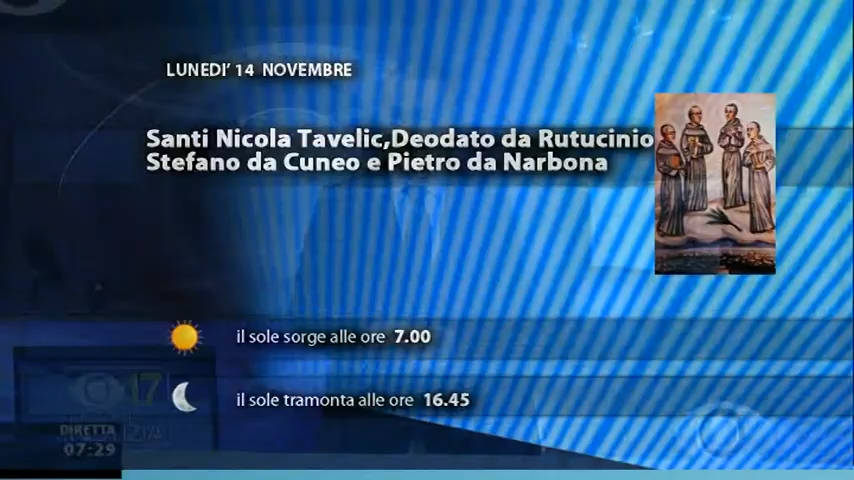 LUNEDI' 14 NOVEMBRE
Santi Nicola Tavelic,Deodato da Rutucinio
Stefano da Cuneo e Pietro da Narbona
il sole sorge alle ore 7.00
il sole tramonta alle ore 16.45
17
DIRETTA
07:29